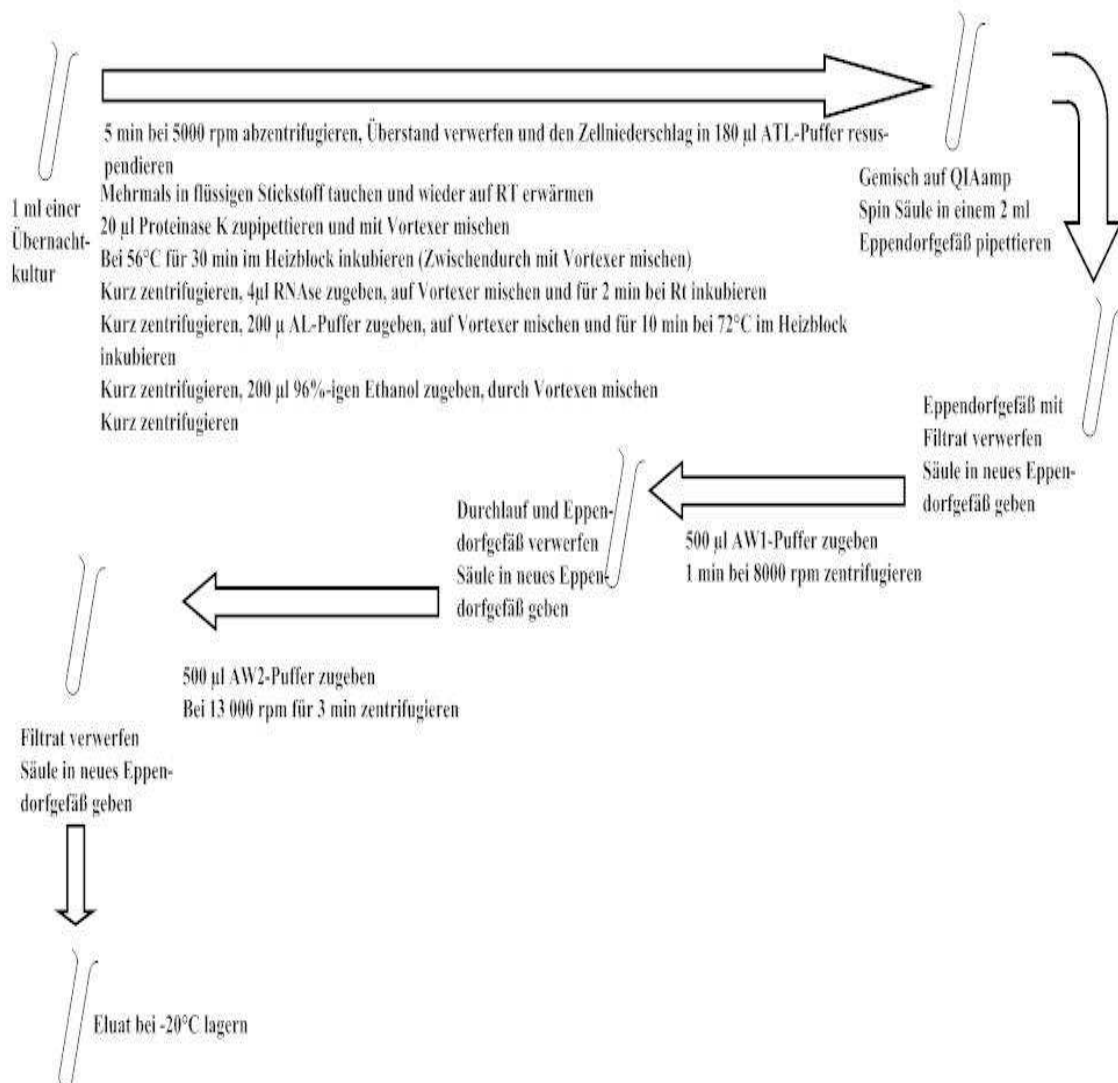 1 ml einer
Übernacht-
kultur
5 min bei 5000 rpm abzentrifugieren, Überstand verwerfen und den Zellniederschlag in 180 µl ATL-Puffer resus-
pendieren
Mehrmals in flüssigen Stickstoff tauchen und wieder auf RT erwärmen
20 µl Proteinase K zupipettieren und mit Vortexer mischen
Bei 56°C für 30 min im Heizblock inkubieren (Zwischendurch mit Vortexer mischen)
Kurz zentrifugieren, 4µl RNAse zugeben, auf Vortexer mischen und für 2 min bei Rt inkubieren
Kurz zentrifugieren, 200 µ AL-Puffer zugeben, auf Vortexer mischen und für 10 min bei 72°C im Heizblock
inkubieren
Kurz zentrifugieren, 200 µl 96%-igen Ethanol zugeben, durch Vortexen mischen
Kurz zentrifugieren
Gemisch auf QIAamp
Spin Säule in einem 2 ml
Eppendorfgefäß pipettieren
Eppendorfgefäß mit
Filtrat verwerfen
Säule in neues Eppen-
dorfgefäß geben
500 µl AW1-Puffer zugeben
1 min bei 8000 rpm zentrifugieren
Durchlauf und Eppen-
dorfgefäß verwerfen
Säule in neues Eppen-
dorfgefäß geben
500 µl AW2-Puffer zugeben
Bei 13 000 rpm für 3 min zentrifugieren
Filtrat verwerfen
Säule in neues Eppen-
dorfgefäß geben
Eluat bei -20°C lagern